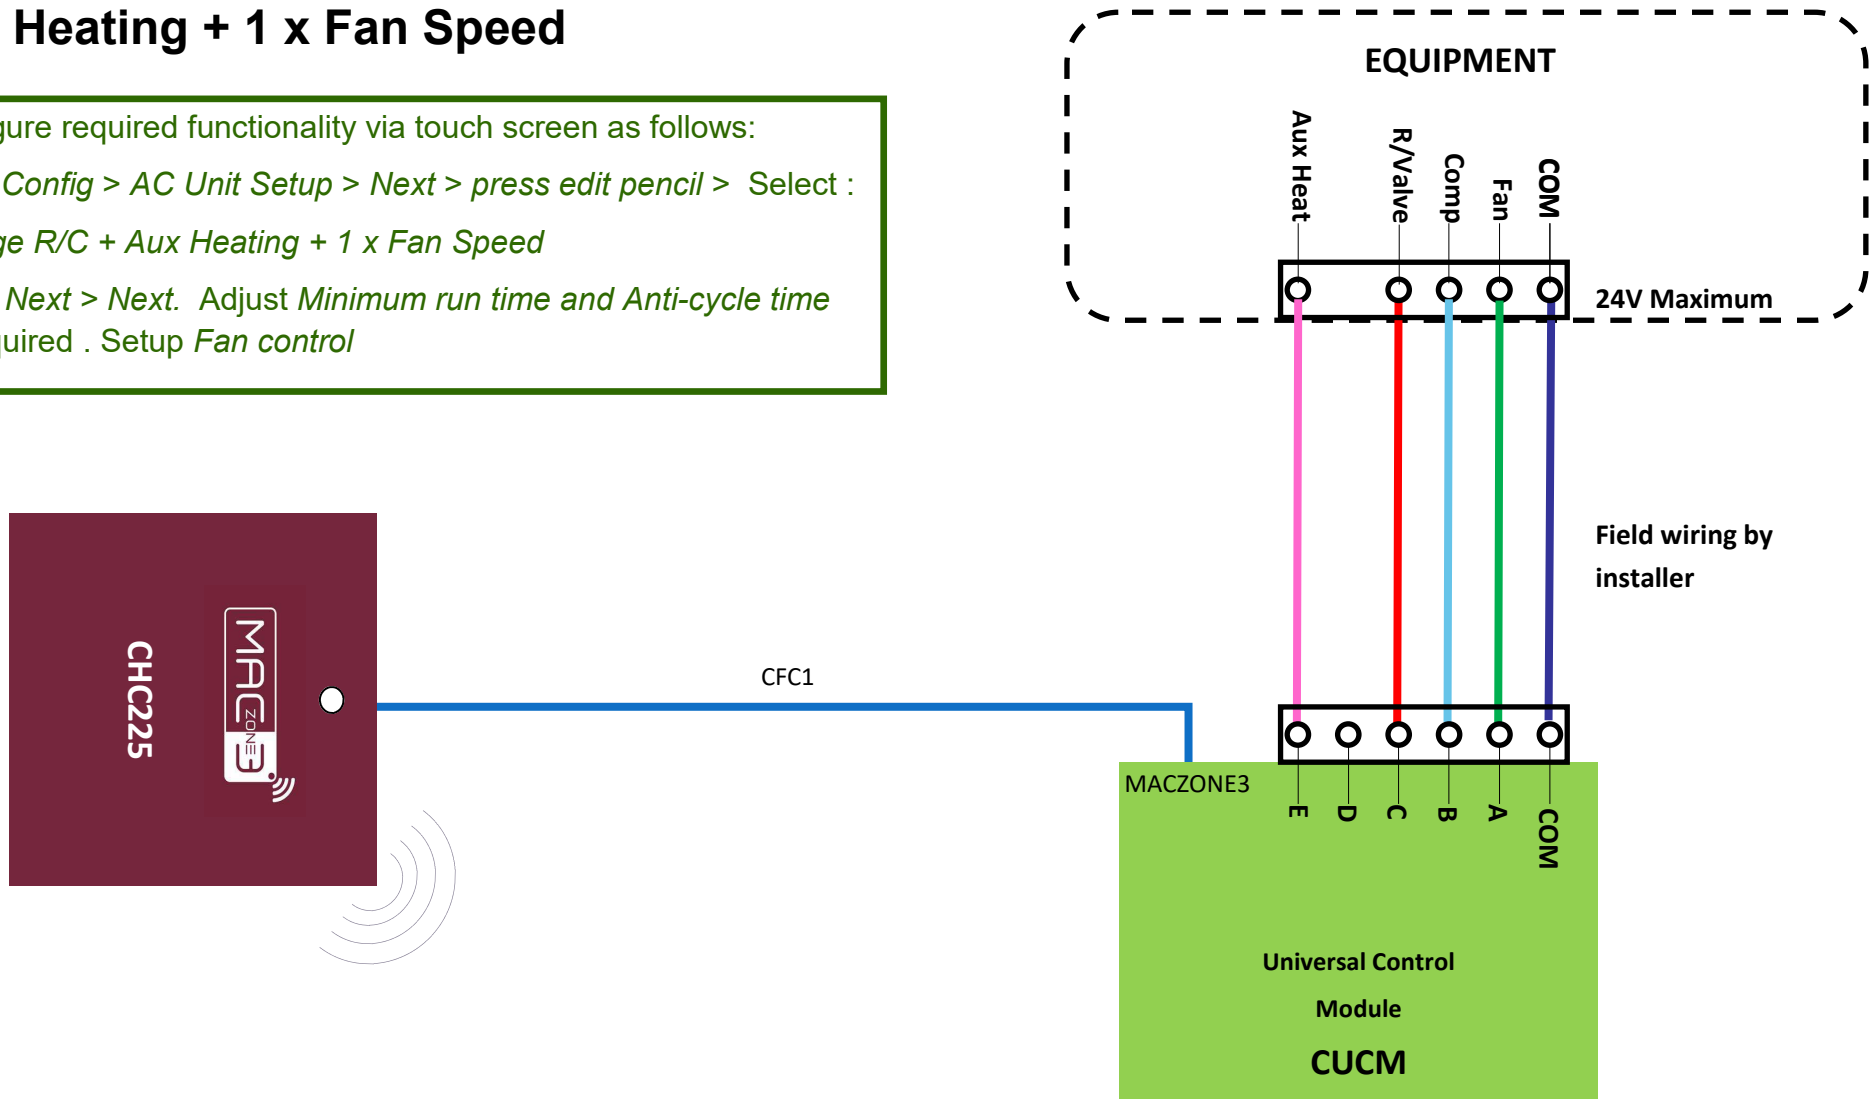 Heating + 1 x Fan Speed
gure required functionality via touch screen as follows:
Config > AC Unit Setup > Next > press edit pencil > Select :
ge R/C + Aux Heating + 1 x Fan Speed
Next > Next. Adjust Minimum run time and Anti-cycle time
quired . Setup Fan control
EQUIPMENT
Aux Heat
R/Valve
Comp
Fan
COM
24V Maximum
Field wiring by
installer
CHC225
MAC
ZONE3
CFC1
MACZONE3
E
D
C
B
A
COM
Universal Control
Module
CUCM